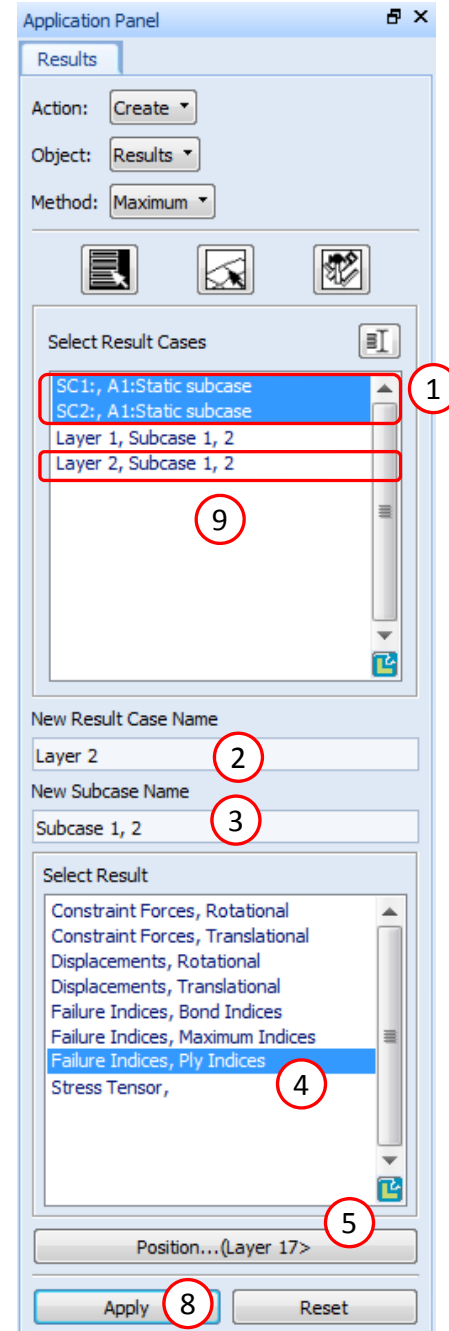 Application Panel
Results
Action: Create
Object: Results
Method: Maximum
Select Result Cases
SC1:, A1:Static subcase
1
SC2:, A1:Static subcase
Layer 1, Subcase 1, 2
Layer 2, Subcase 1, 2
9
New Result Case Name
Layer 2
2
New Subcase Name
Subcase 1, 2
3
Select Result
Constraint Forces, Rotational
Constraint Forces, Translational
Displacements, Rotational
Displacements, Translational
Failure Indices, Bond Indices
Failure Indices, Maximum Indices
Failure Indices, Ply Indices
4
Stress Tensor,
5
Position...(Layer 17>
Apply 8 Reset